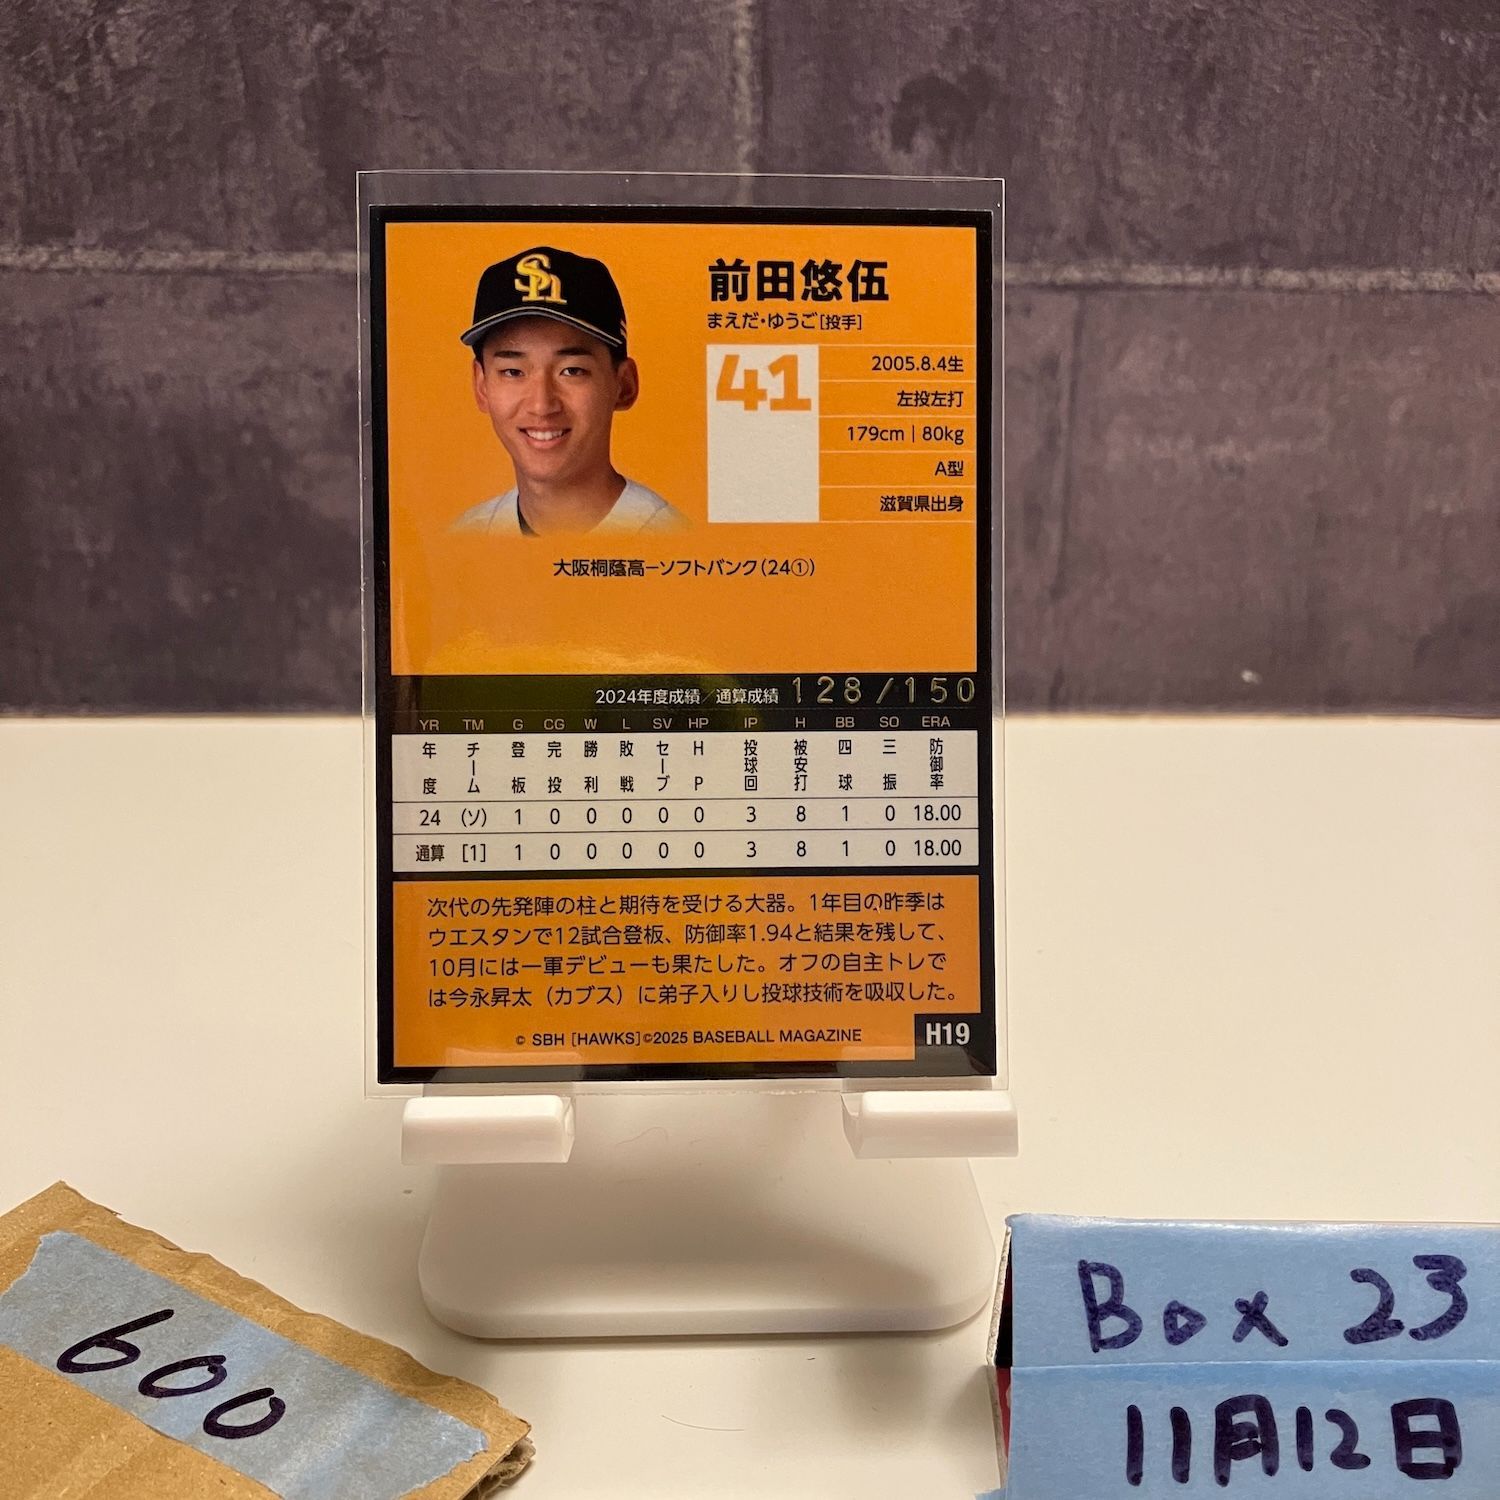 Sh
前田悠伍
まえだ・ゆうご[投手]
41
2005.8.4生
左投左打
179cm|80kg
A型
滋賀県出身
大阪桐蔭高ーソフトバンク(24①)
2024年度成績/通算成績 128/150
YR TM G CG W L SV HP IP H BB SO ERA
年度 チーム 登板 完投 勝利 敗戦 セーブ HP 投球回 被安打 四球 三振 防御率
24 (ソ) 1 0 0 0 0 0 3 8 1 0 18.00
通算 [1] 1 0 0 0 0 0 3 8 1 0 18.00
次代の先発陣の柱と期待を受ける大器。1年目の昨季は
ウエスタンで12試合登板、防御率1.94と結果を残して、
10月には一軍デビューも果たした。オフの自主トレで
は今永昇太（カブス）に弟子入りし投球技術を吸収した。
© SBH [HAWKS]©2025 BASEBALL MAGAZINE
H19
600
Box 23
11月12日